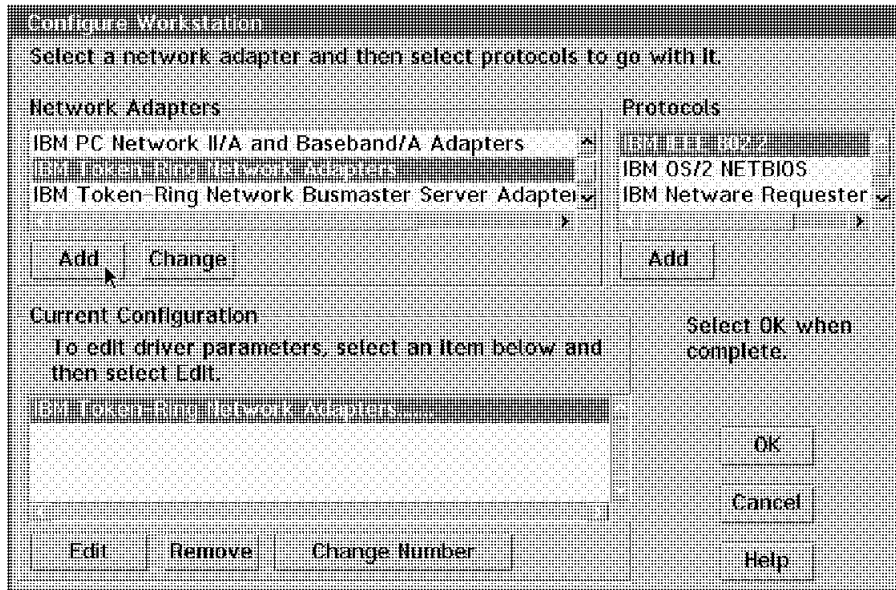 Configure Workstation
Select a network adapter and then select protocols to go with it.
Network Adapters
IBM PC Network II/A and Baseband/A Adapters
IBM Token-Ring Network Adapters
IBM Token-Ring Network Busmaster Server Adapter
Add
Change
Protocols
IBM IEEE 802.2
IBM OS/2 NETBIOS
IBM Netware Requester
Add
Current Configuration
To edit driver parameters, select an item below and
then select Edit.
IBM Token-Ring Network Adapters......
Edit
Remove
Change Number
Select OK when
complete.
OK
Cancel
Help